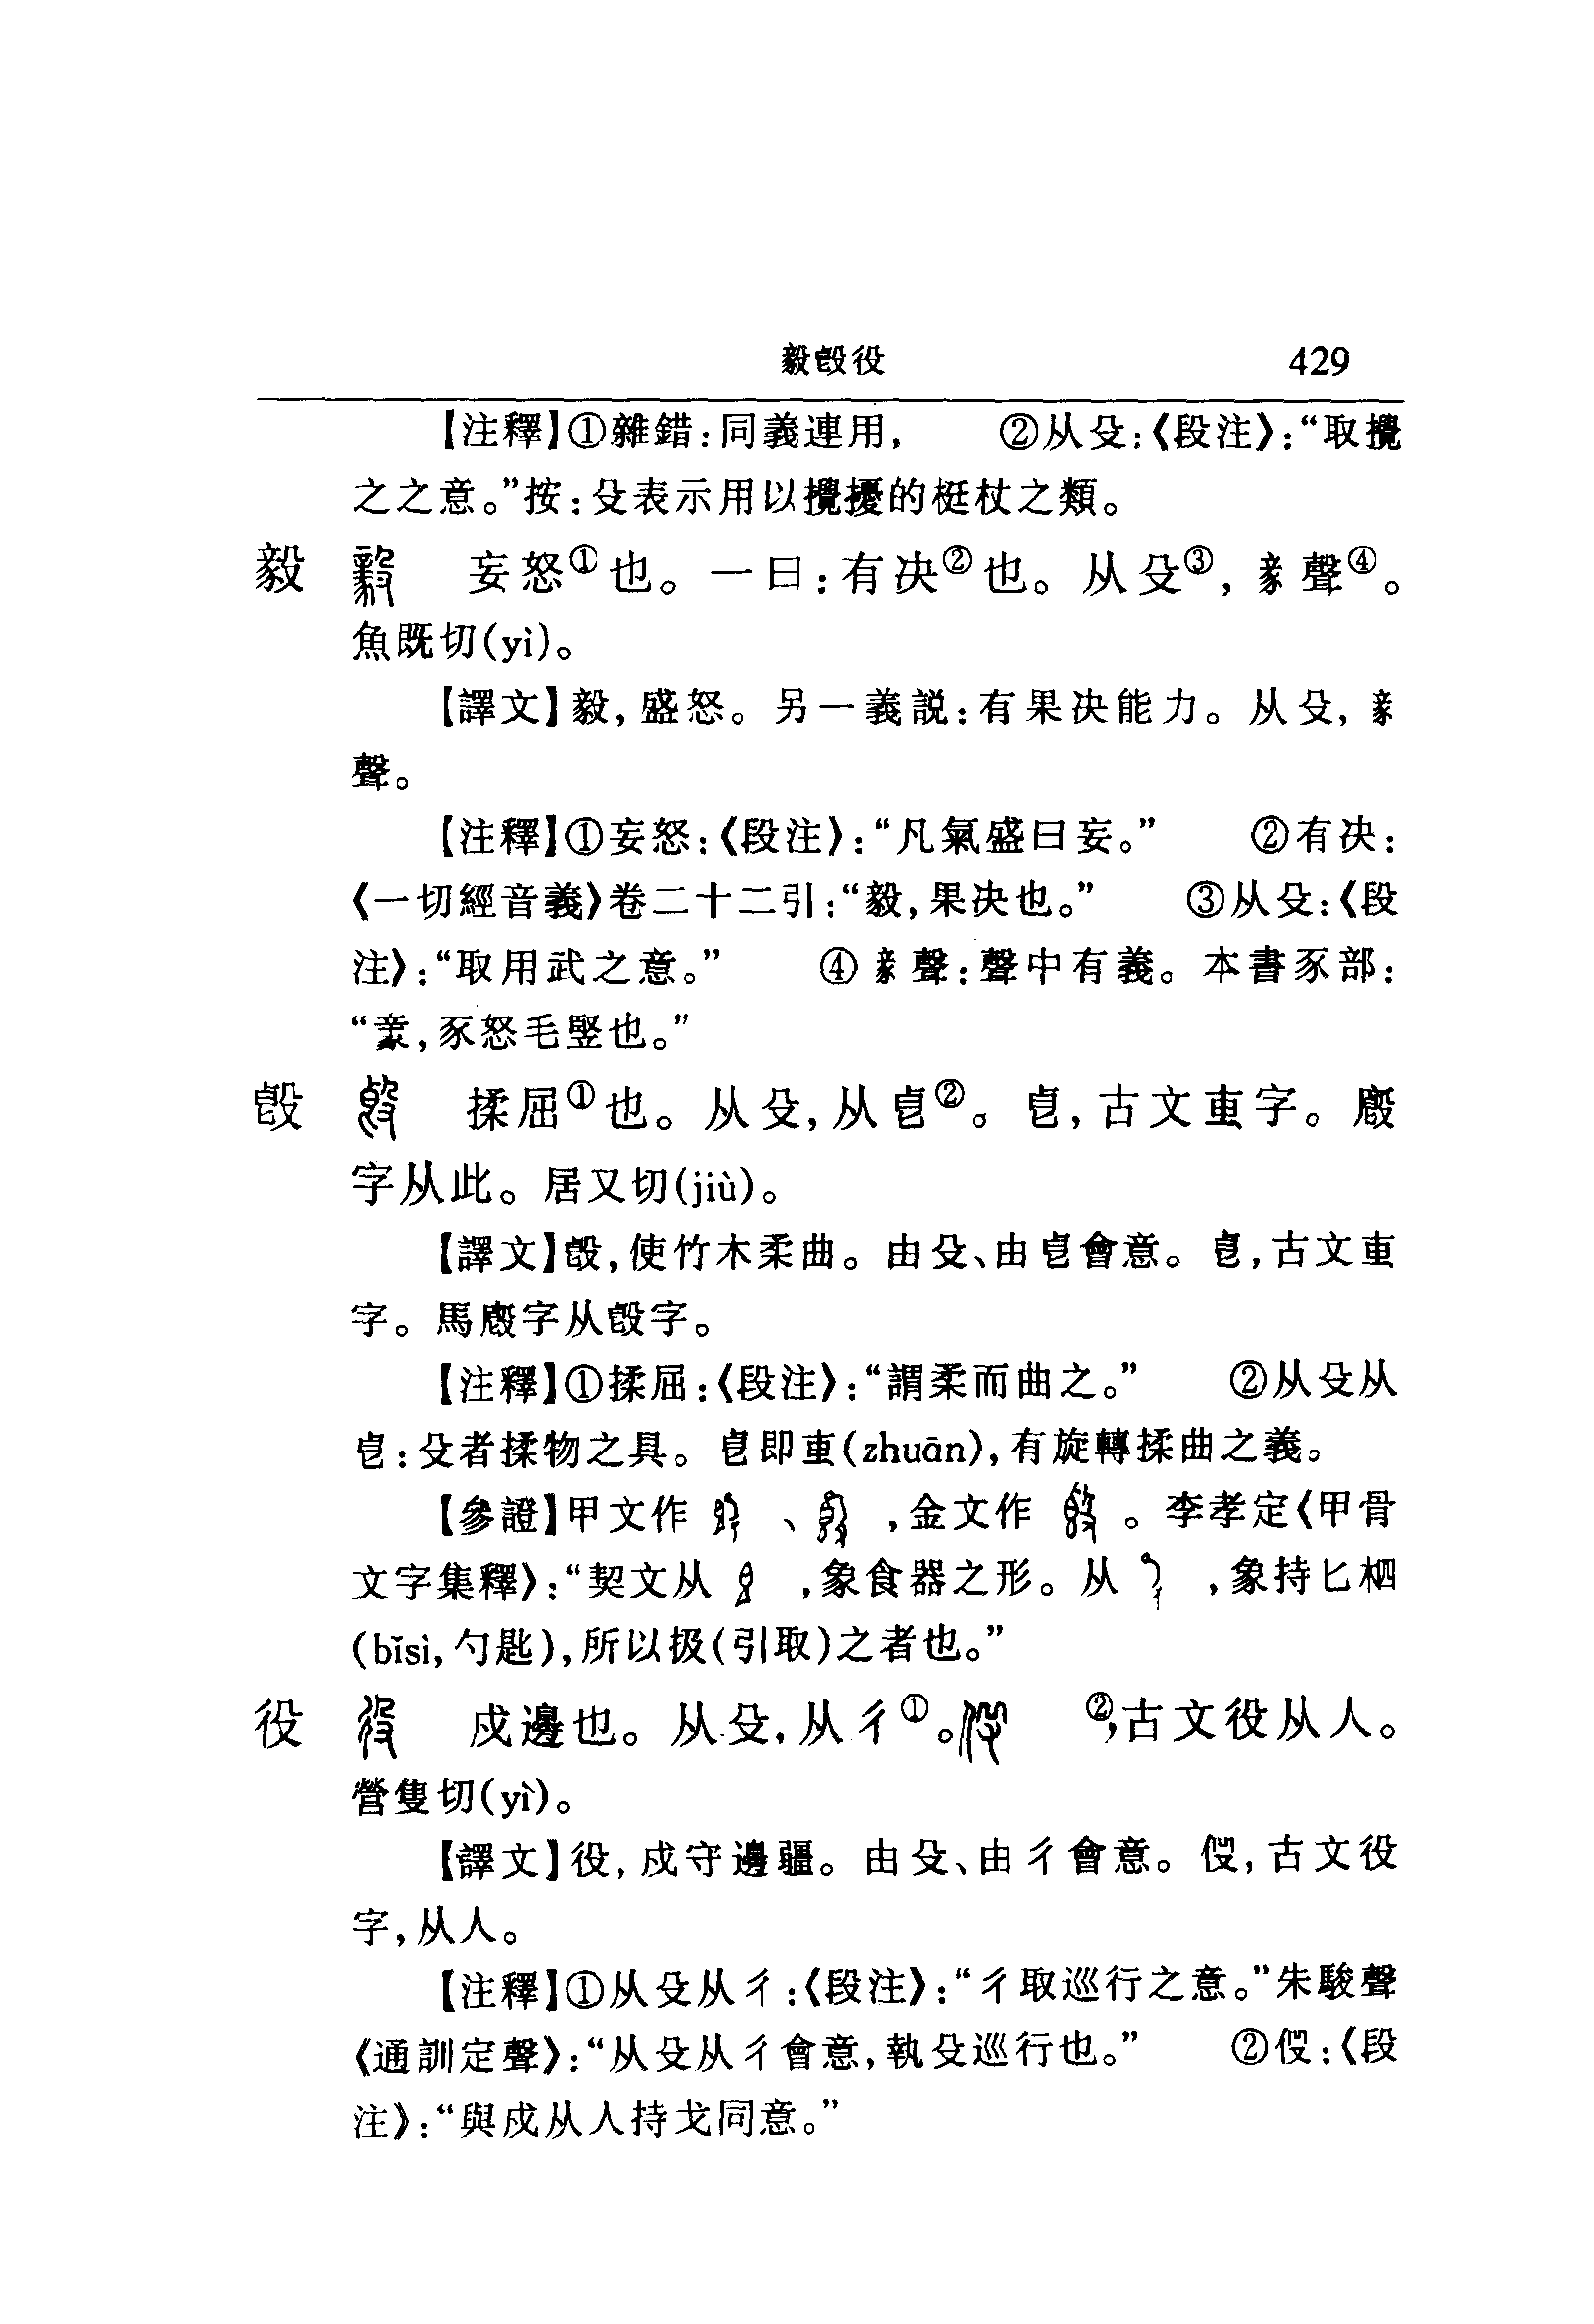 毅𣪘役 429
【注釋】①雜錯：同義連用， ②从殳：《段注》：“取攪
之之意。”按：殳表示用以攪擾的梃杖之類。
毅 妄怒①也。一曰：有決②也。从殳③，豙聲④。
魚既切(yì)。
【譯文】毅，盛怒。另一義説：有果決能力。从殳，豙
聲。
【注釋】①妄怒：《段注》：“凡氣盛曰妄。” ②有决：
《一切經音義》卷二十二引：“毅，果决也。” ③从殳：《段
注》：“取用武之意。” ④豙聲：聲中有義。本書豕部：
“豙，豕怒毛竪也。”
𣪘 揉屈①也。从殳，从皀②。皀，古文叀字。廄
字从此。居又切(jiù)。
【譯文】𣪘，使竹木柔曲。由殳、由皀會意。皀，古文叀
字。馬廄字从𣪘字。
【注釋】①揉屈：《段注》：“謂柔而曲之。” ②从殳从
皀：殳者揉物之具。皀即叀(zhuān)，有旋轉揉曲之義。
【參證】甲文作 、 ，金文作 。李孝定《甲骨
文字集釋》：“契文从 ，象食器之形。从 ，象持匕柶
(bǐsì，勺匙)，所以扱(引取)之者也。”
役 戍邊也。从殳，从彳①。 ②，古文役从人。
營隻切(yì)。
【譯文】役，戍守邊疆。由殳、由彳會意。伇，古文役
字，从人。
【注釋】①从殳从彳：《段注》：“彳取巡行之意。”朱駿聲
《通訓定聲》：“从殳从彳會意，執殳巡行也。” ②伇：《段
注》：“與戍从人持戈同意。”